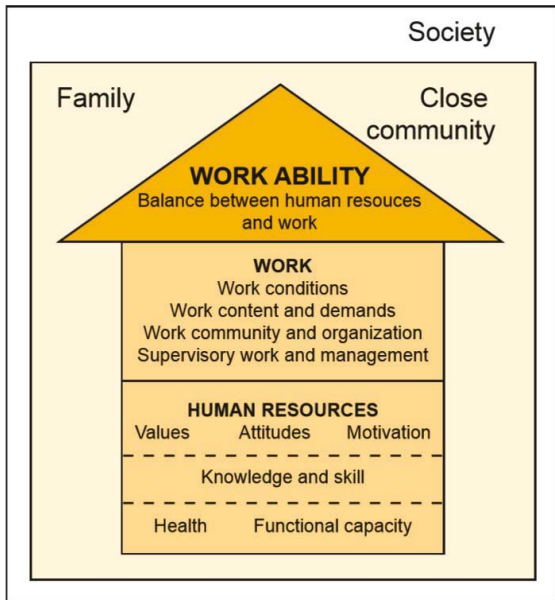 Society
Family
Close
community
WORK ABILITY
Balance between human resouces
and work
WORK
Work conditions
Work content and demands
Work community and organization
Supervisory work and management
HUMAN RESOURCES
Values Attitudes Motivation
Knowledge and skill
Health Functional capacity